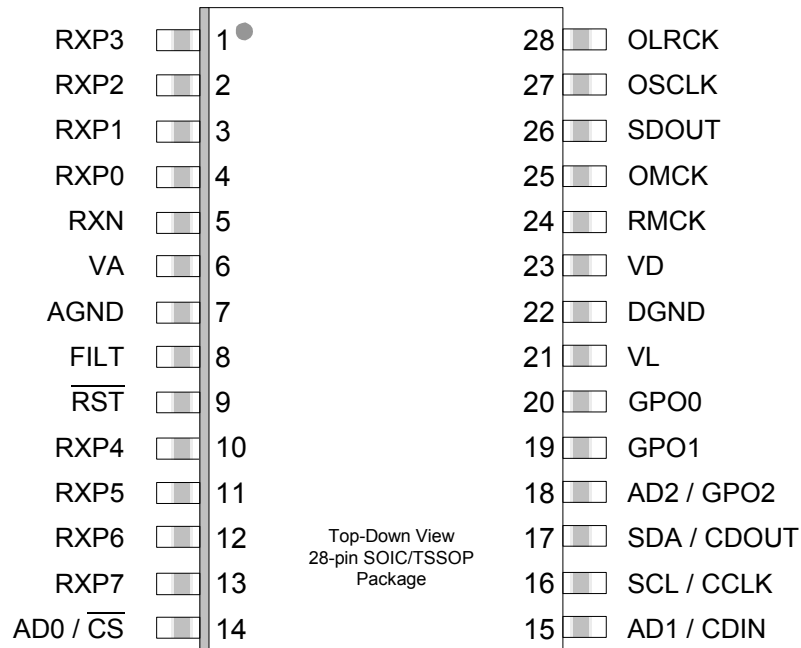 RXP3 1 28 OLRCK
RXP2 2 27 OSCLK
RXP1 3 26 SDOUT
RXP0 4 25 OMCK
RXN 5 24 RMCK
VA 6 23 VD
AGND 7 22 DGND
FILT 8 21 VL
R̅S̅T̅ 9 20 GPO0
RXP4 10 19 GPO1
RXP5 11 18 AD2 / GPO2
RXP6 12 17 SDA / CDOUT
RXP7 13 16 SCL / CCLK
AD0 / C̅S̅ 14 15 AD1 / CDIN
Top-Down View
28-pin SOIC/TSSOP
Package